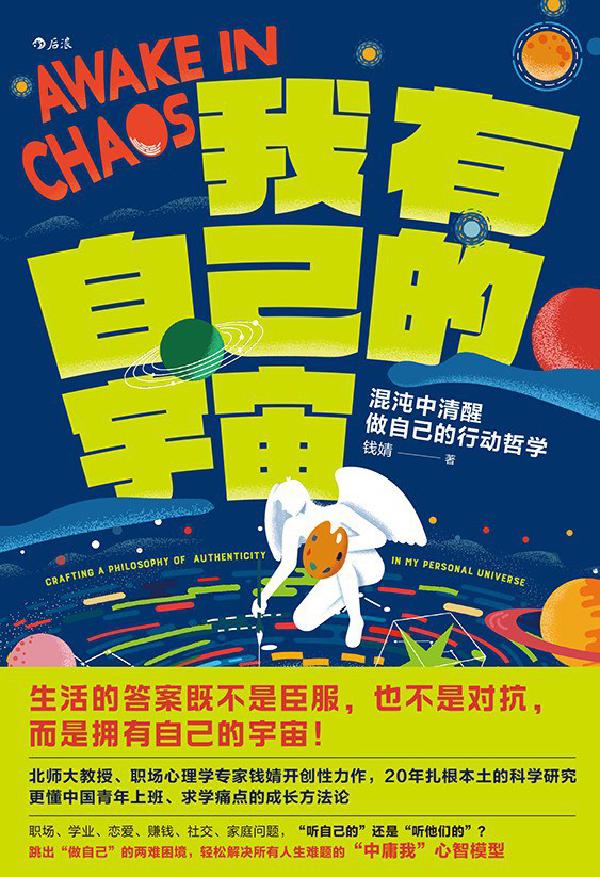 后浪
AWAKE IN
CHAOS
我有
自己的
宇宙
混沌中清醒
做自己的行动哲学
钱婧 —— 著
CRAFTING A PHILOSOPHY OF AUTHENTICITY IN MY PERSONAL UNIVERSE
生活的答案既不是臣服，也不是对抗，
而是拥有自己的宇宙！
北师大教授、职场心理学专家钱婧开创性力作，20年扎根本土的科学研究
更懂中国青年上班、求学痛点的成长方法论
职场、学业、恋爱、赚钱、社交、家庭问题，“听自己的”还是“听他们的”？
跳出“做自己”的两难困境，轻松解决所有人生难题的“中庸我”心智模型